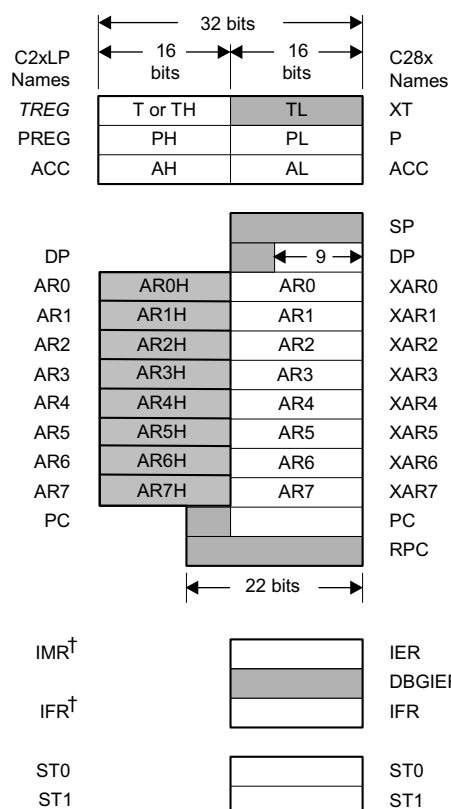 32 bits
C2xLP Names 16 bits 16 bits C28x Names
TREG T or TH TL XT
PREG PH PL P
ACC AH AL ACC
SP
DP 9 DP
AR0 AR0H AR0 XAR0
AR1 AR1H AR1 XAR1
AR2 AR2H AR2 XAR2
AR3 AR3H AR3 XAR3
AR4 AR4H AR4 XAR4
AR5 AR5H AR5 XAR5
AR6 AR6H AR6 XAR6
AR7 AR7H AR7 XAR7
PC PC
RPC
22 bits
IMR† IER
DBGIER
IFR† IFR
ST0 ST0
ST1 ST1